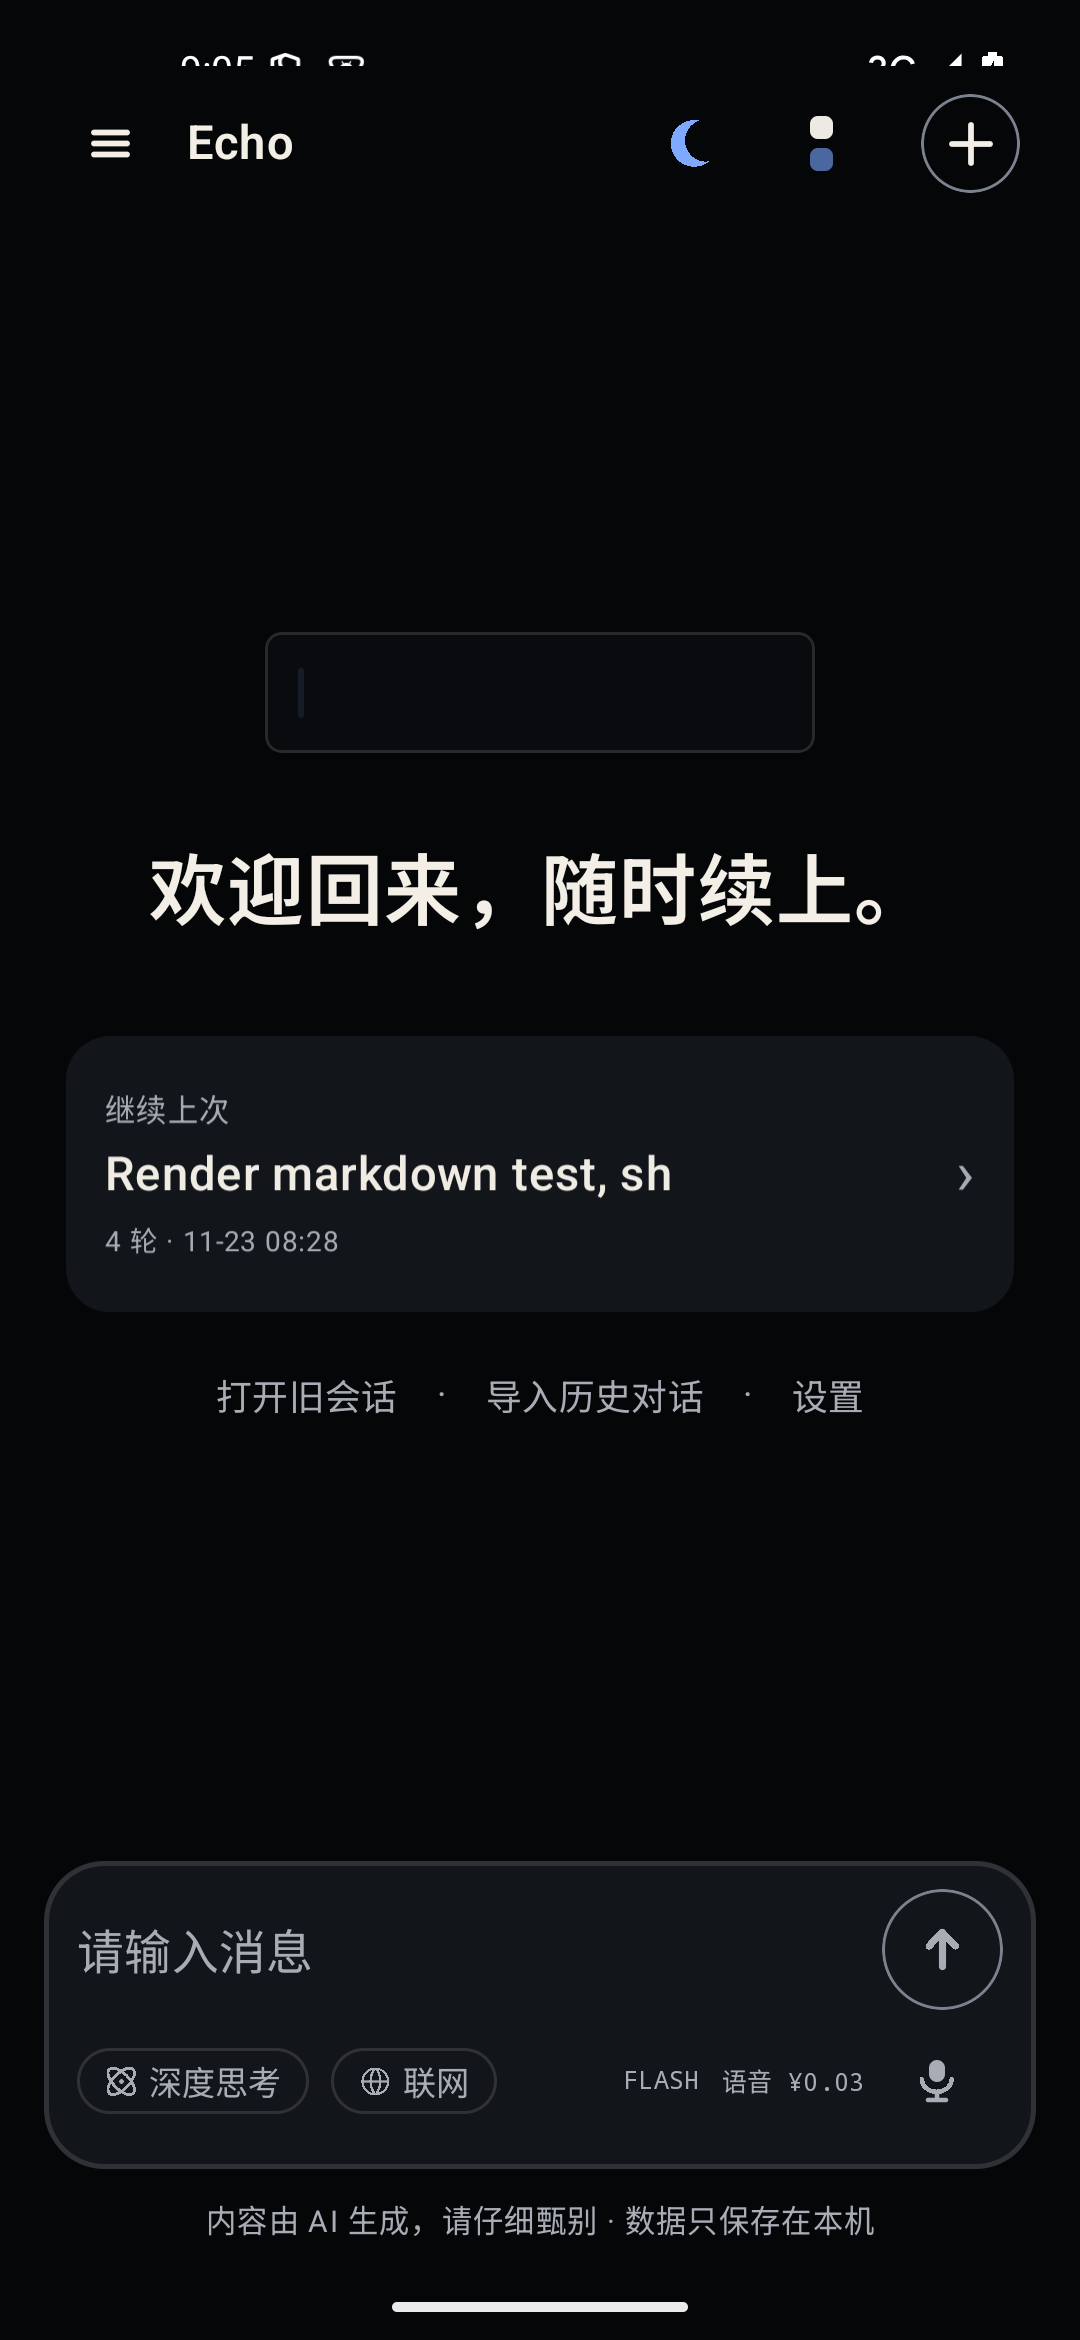 Echo
欢迎回来，随时续上。
继续上次
Render markdown test, sh
›
4 轮 · 11-23 08:28
打开旧会话 · 导入历史对话 · 设置
请输入消息
深度思考 联网 FLASH 语音 ¥0.03
内容由 AI 生成，请仔细甄别 · 数据只保存在本机